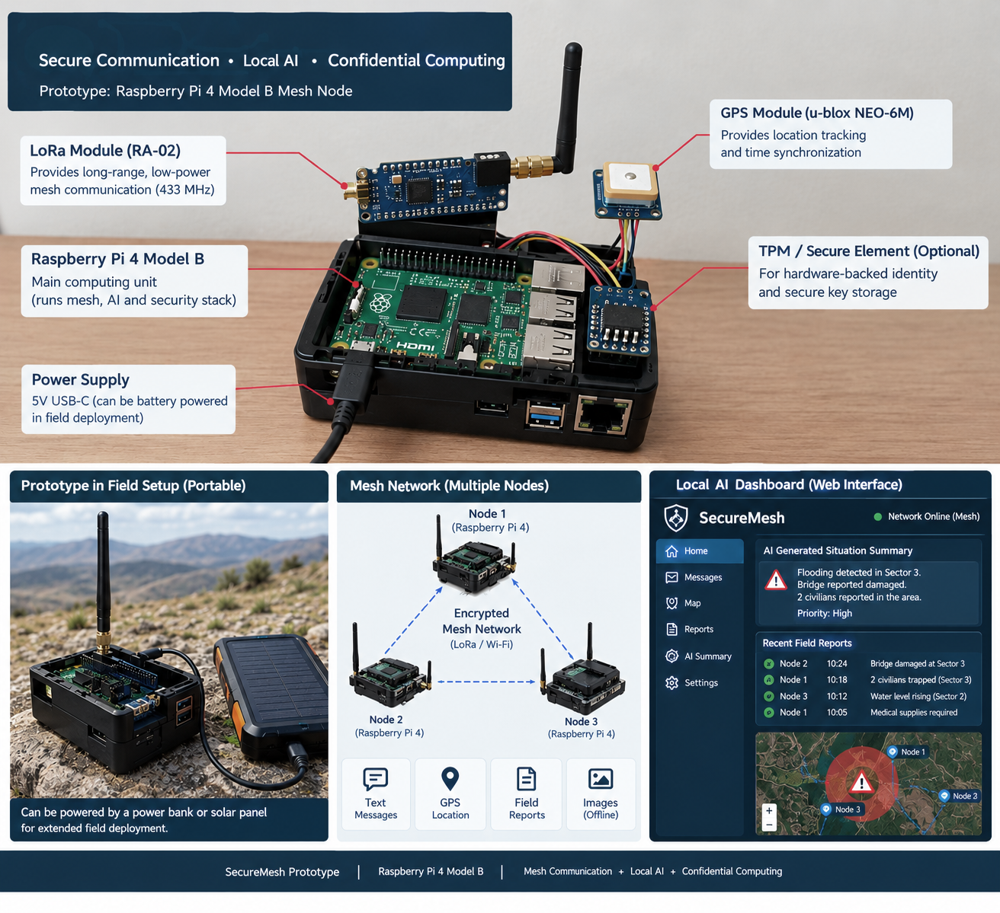 Secure Communication • Local AI • Confidential Computing
Prototype: Raspberry Pi 4 Model B Mesh Node
LoRa Module (RA-02)
Provides long-range, low-power
mesh communication (433 MHz)
GPS Module (u-blox NEO-6M)
Provides location tracking
and time synchronization
Raspberry Pi 4 Model B
Main computing unit
(runs mesh, AI and security stack)
TPM / Secure Element (Optional)
For hardware-backed identity
and secure key storage
Power Supply
5V USB-C (can be battery powered
in field deployment)
HDMI
Prototype in Field Setup (Portable)
Can be powered by a power bank or solar panel
for extended field deployment.
Mesh Network (Multiple Nodes)
Node 1
(Raspberry Pi 4)
Encrypted
Mesh Network
(LoRa / Wi-Fi)
Node 2
(Raspberry Pi 4)
Node 3
(Raspberry Pi 4)
Text
Messages
GPS
Location
Field
Reports
Images
(Offline)
Local AI Dashboard (Web Interface)
SecureMesh
Network Online (Mesh)
Home
Messages
Map
Reports
AI Summary
Settings
AI Generated Situation Summary
Flooding detected in Sector 3.
Bridge reported damaged.
2 civilians reported in the area.
Priority: High
Recent Field Reports
Node 2 10:24 Bridge damaged at Sector 3
Node 1 10:18 2 civilians trapped (Sector 3)
Node 3 10:12 Water level rising (Sector 2)
Node 1 10:05 Medical supplies required
Node 1
Node 2
Node 3
+
−
SecureMesh Prototype | Raspberry Pi 4 Model B | Mesh Communication + Local AI + Confidential Computing